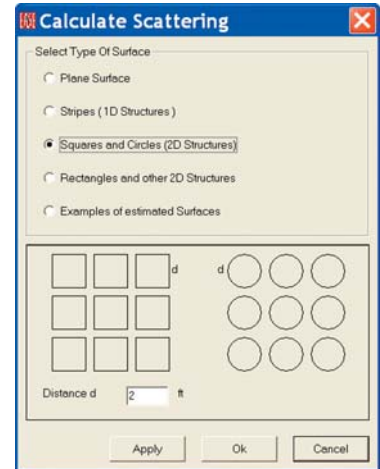 Calculate Scattering
Select Type Of Surface
Plane Surface
Stripes ( 1D Structures )
Squares and Circles (2D Structures)
Rectangles and other 2D Structures
Examples of estimated Surfaces
d d
Distance d 2 ft
Apply Ok Cancel